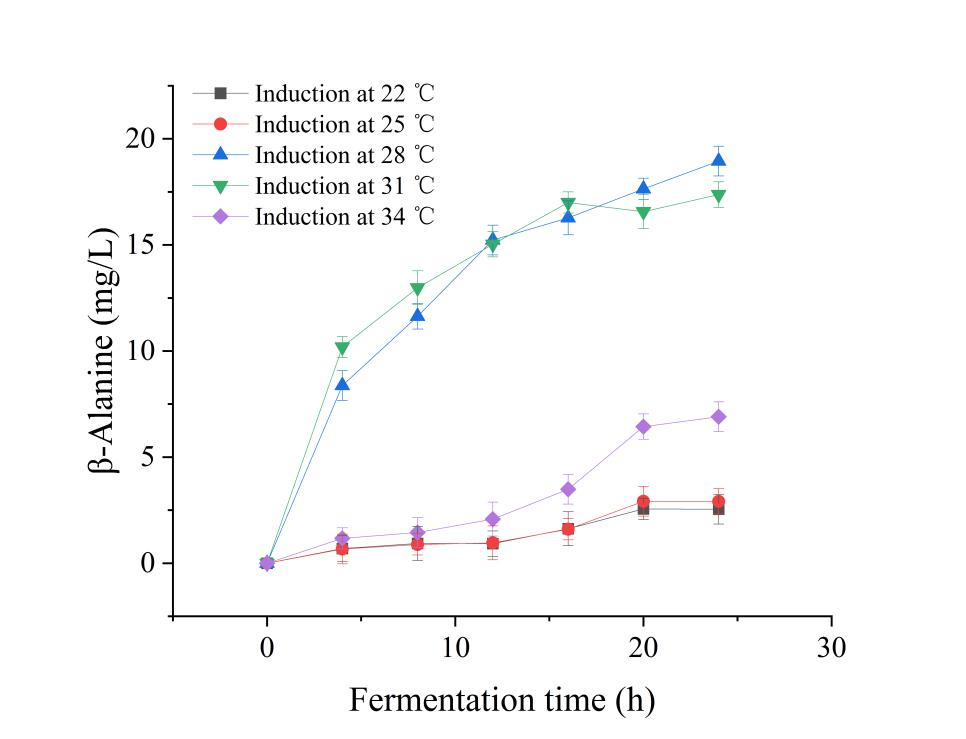 Induction at 22 ℃
Induction at 25 ℃
Induction at 28 ℃
Induction at 31 ℃
Induction at 34 ℃
β-Alanine (mg/L)
20
15
10
5
0
0 10 20 30
Fermentation time (h)